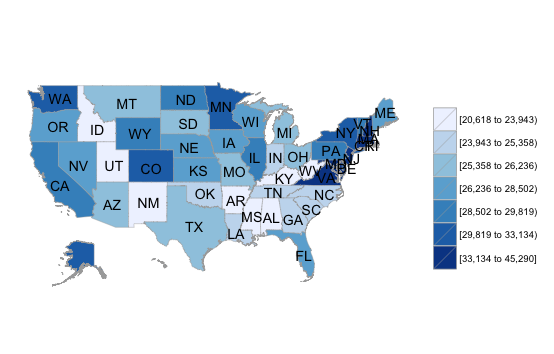 WA
MT
ND
MN
ME
VT
NH
OR
ID
SD
WI
MI
NY
MA
WY
CT
RI
IA
NE
PA
NJ
NV
UT
CO
IL
IN
OH
MD
DE
CA
KS
MO
WV
VA
KY
AZ
NM
OK
AR
TN
NC
SC
TX
LA
MS
AL
GA
FL
[20,618 to 23,943)
[23,943 to 25,358)
[25,358 to 26,236)
[26,236 to 28,502)
[28,502 to 29,819)
[29,819 to 33,134)
[33,134 to 45,290]